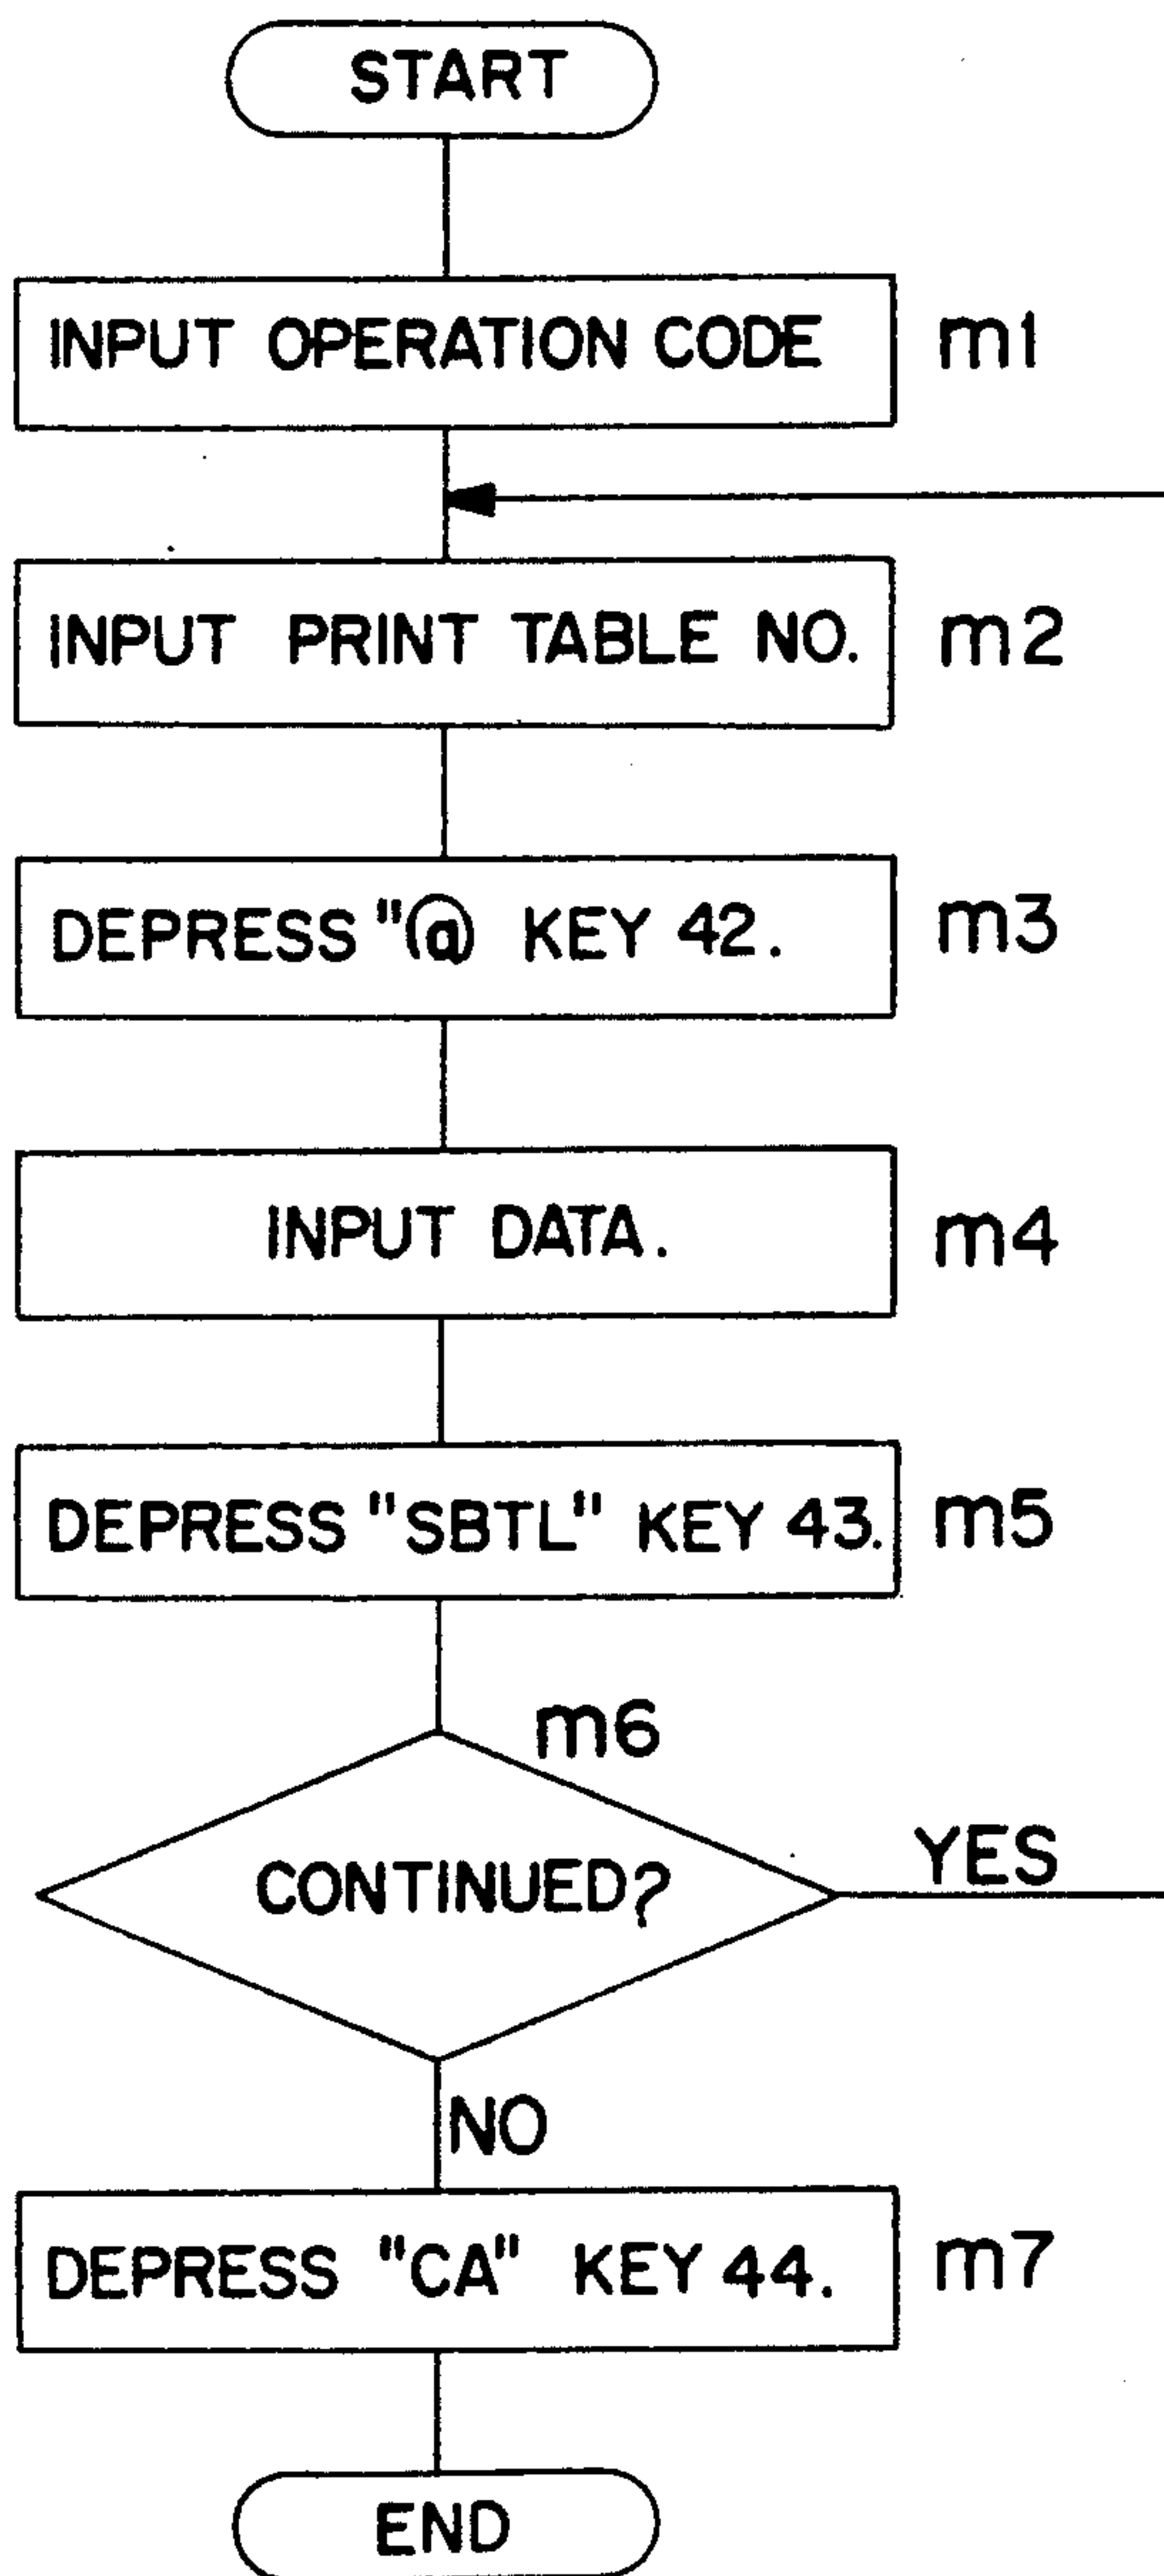 START
INPUT OPERATION CODE m1
INPUT PRINT TABLE NO. m2
DEPRESS "@ KEY 42. m3
INPUT DATA. m4
DEPRESS "SBTL" KEY 43. m5
m6
CONTINUED? YES
NO
DEPRESS "CA" KEY 44. m7
END